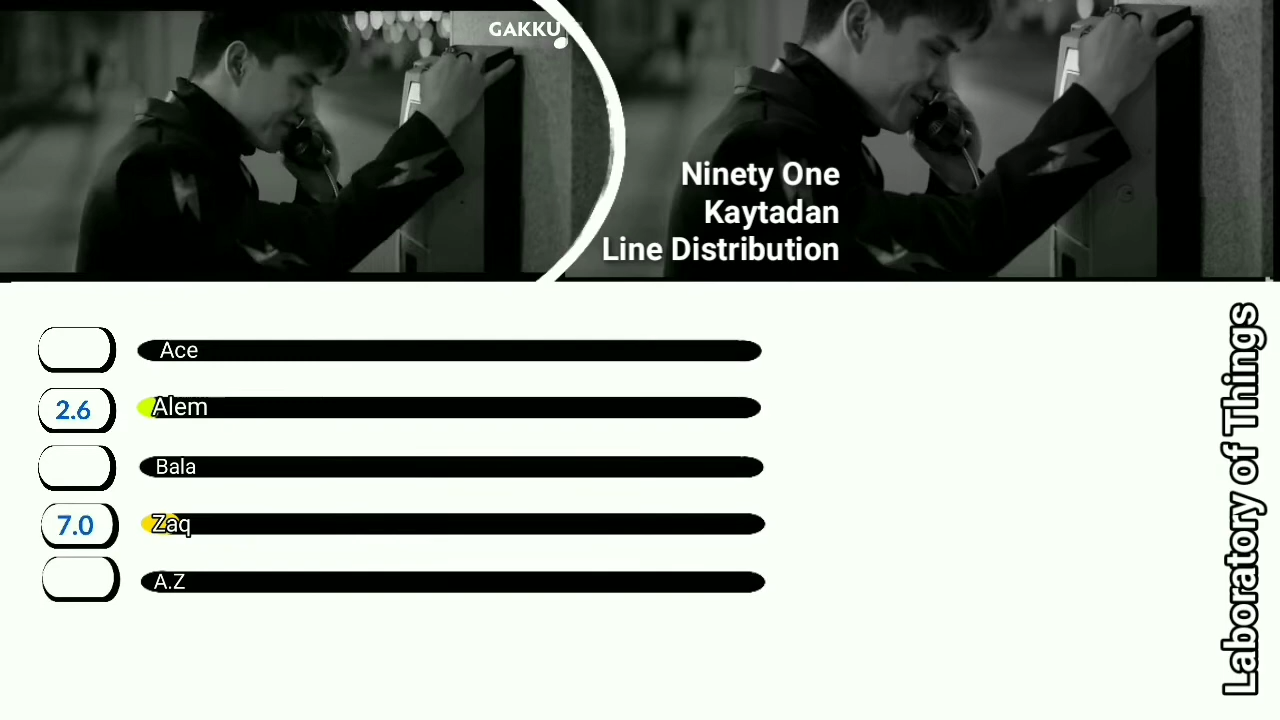 GAKKU
Ninety One
Kaytadan
Line Distribution
Ace
2.6 Alem
Bala
7.0 Zaq
A.Z
Laboratory of Things